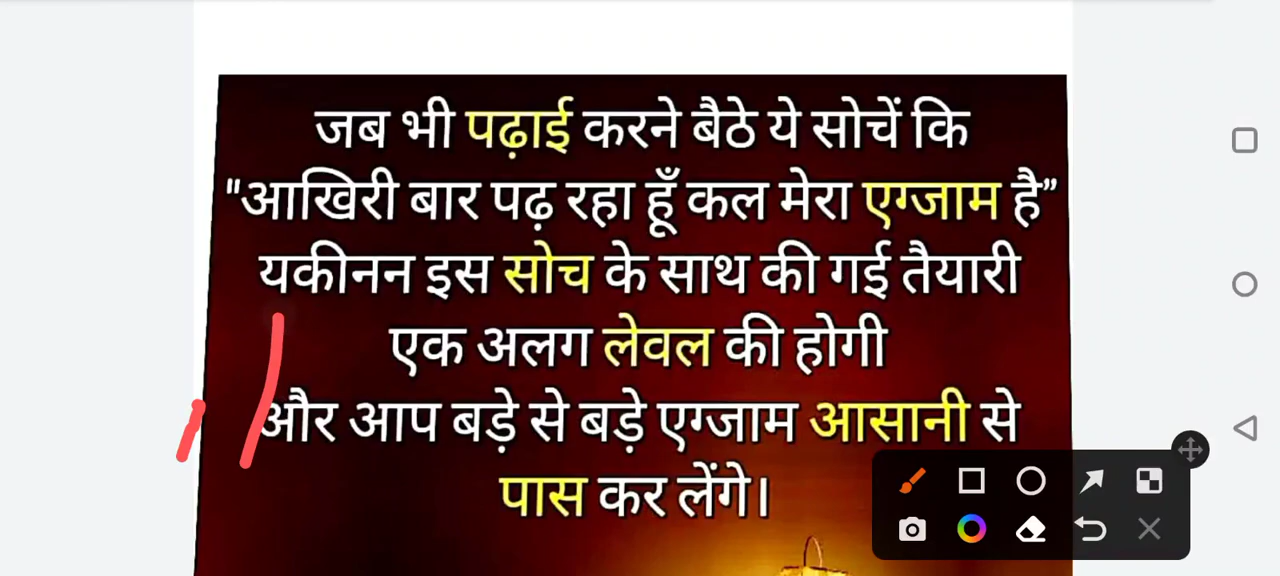 जब भी पढ़ाई करने बैठे ये सोचें कि
"आखिरी बार पढ़ रहा हूँ कल मेरा एग्जाम है”
यकीनन इस सोच के साथ की गई तैयारी
एक अलग लेवल की होगी
और आप बड़े से बड़े एग्जाम आसानी से
पास कर लेंगे।